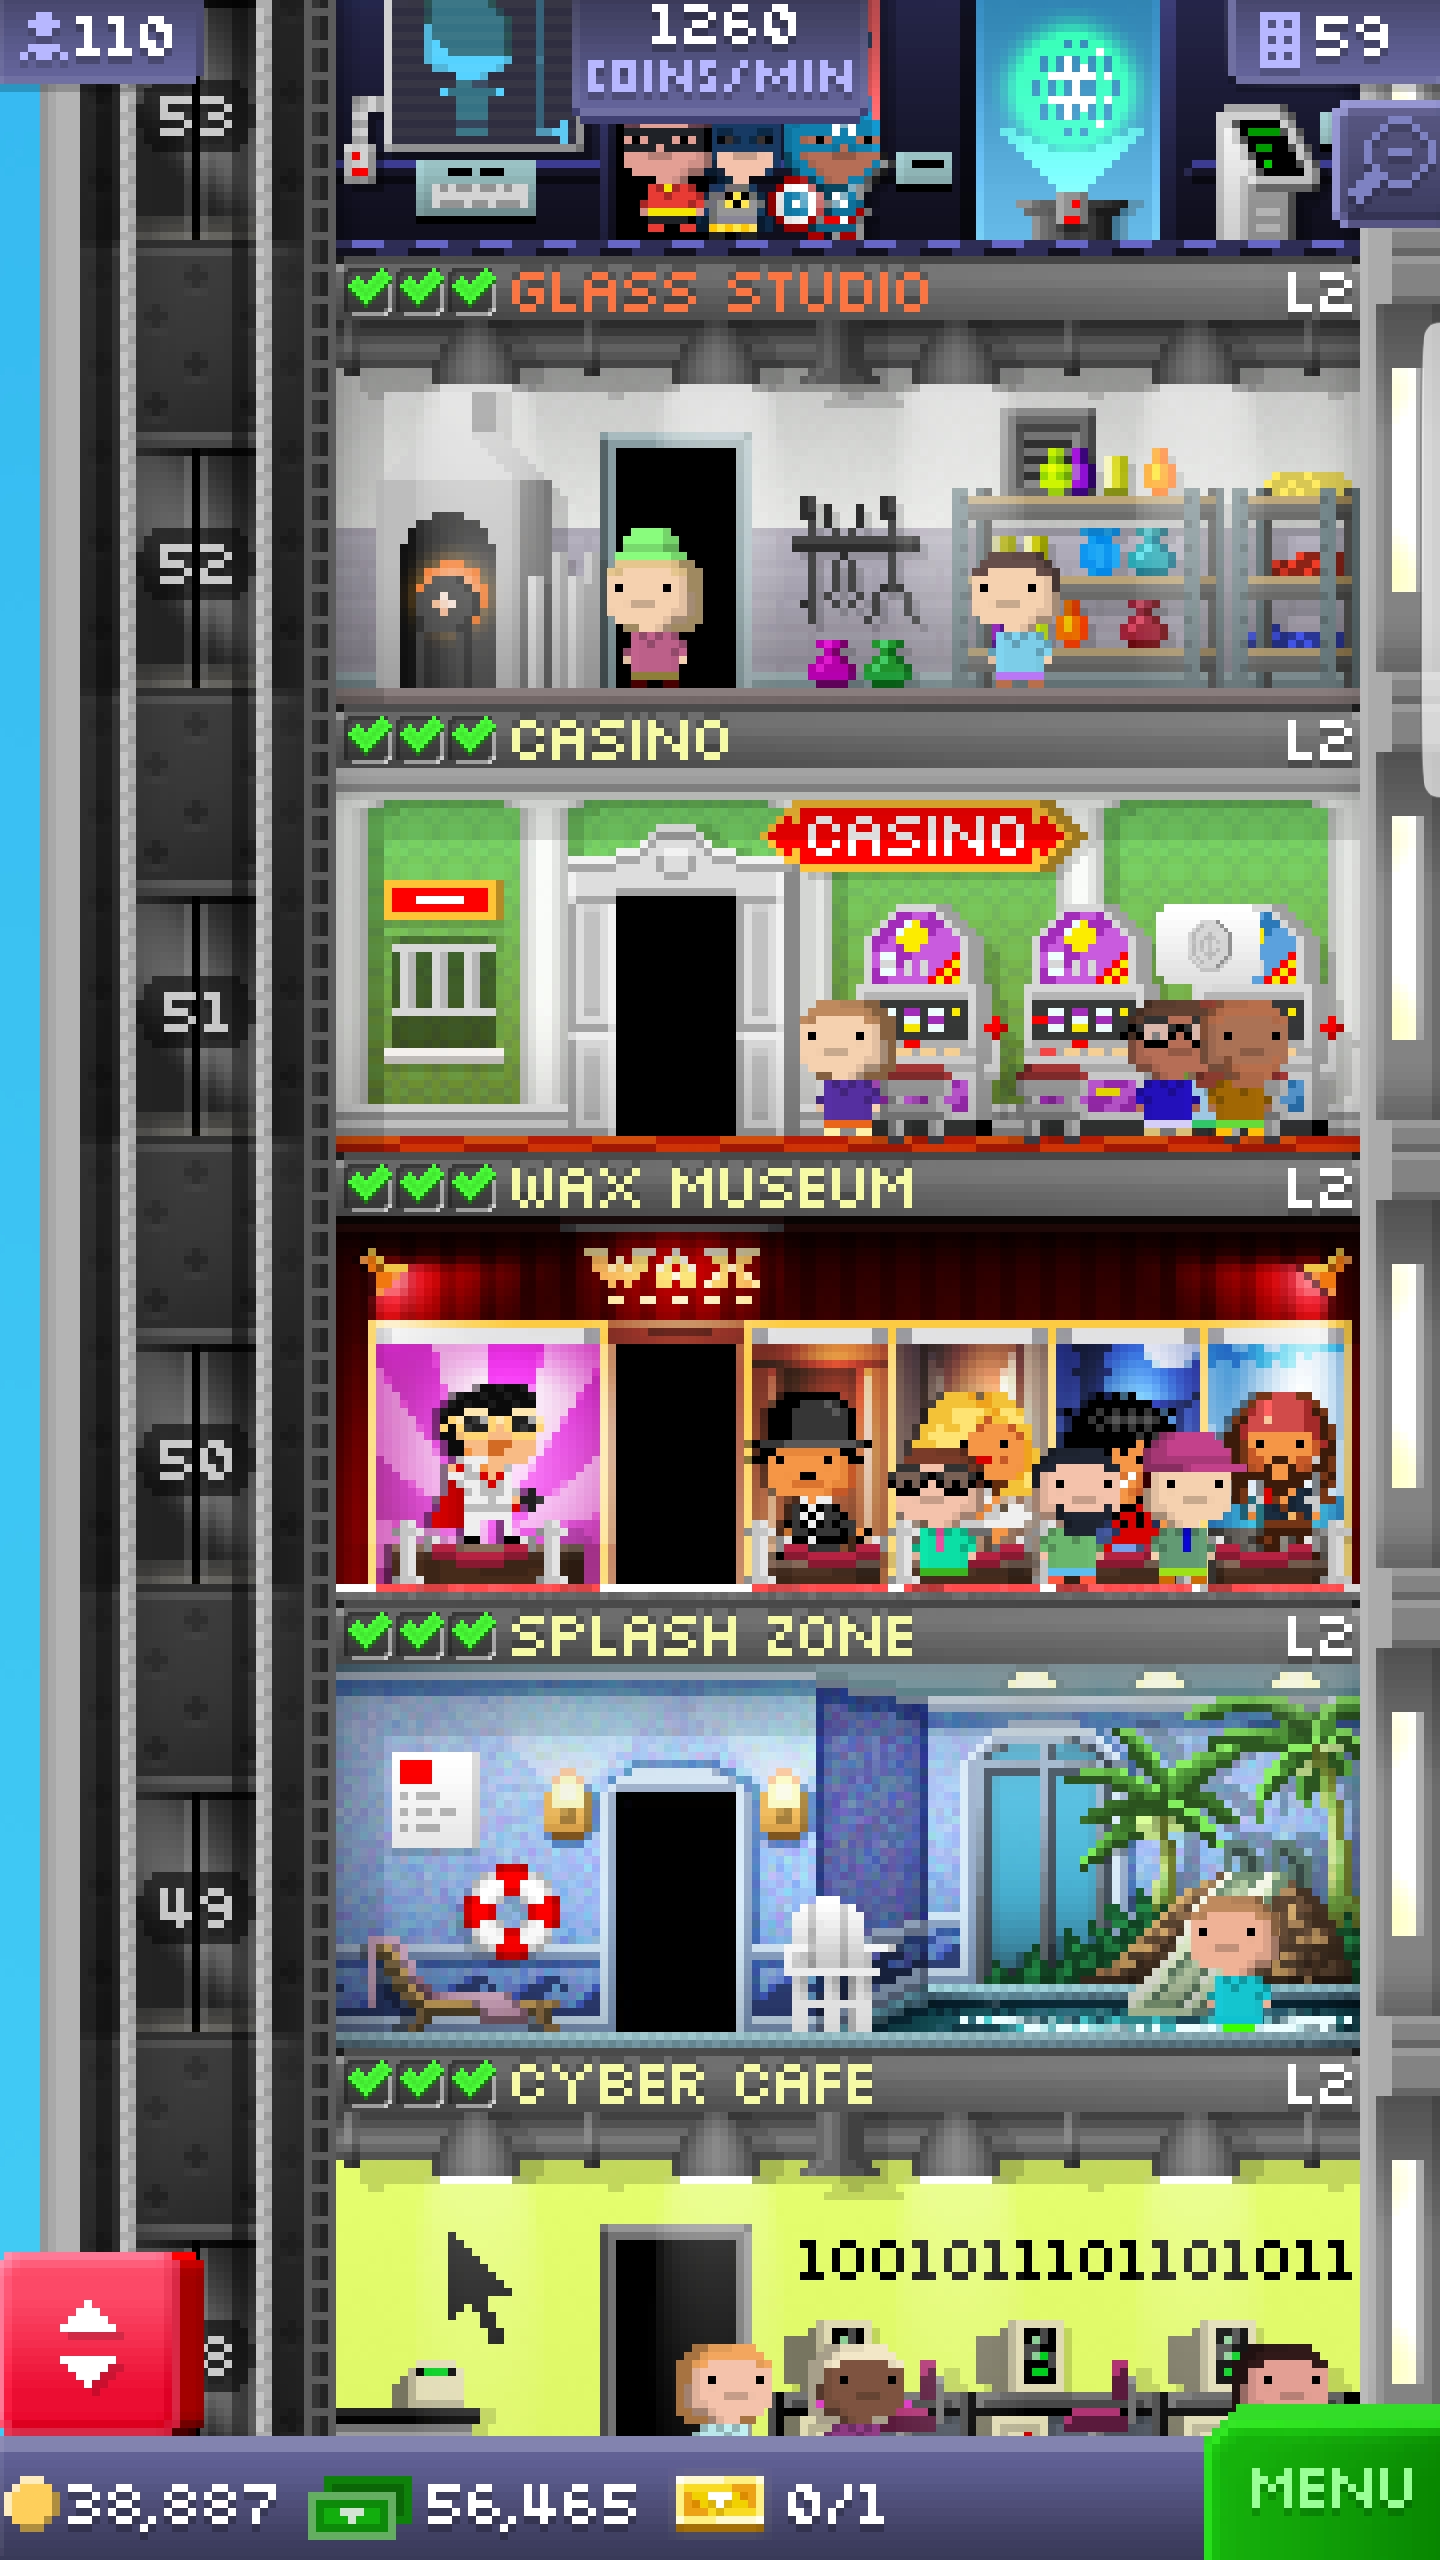 110
1260
COINS/MIN
59
53
GLASS STUDIO L2
52
CASINO L2
CASINO
51
WAX MUSEUM L2
WAX
50
SPLASH ZONE L2
49
CYBER CAFE L2
1001011101101011
8
38,887 56,465 0/1
MENU